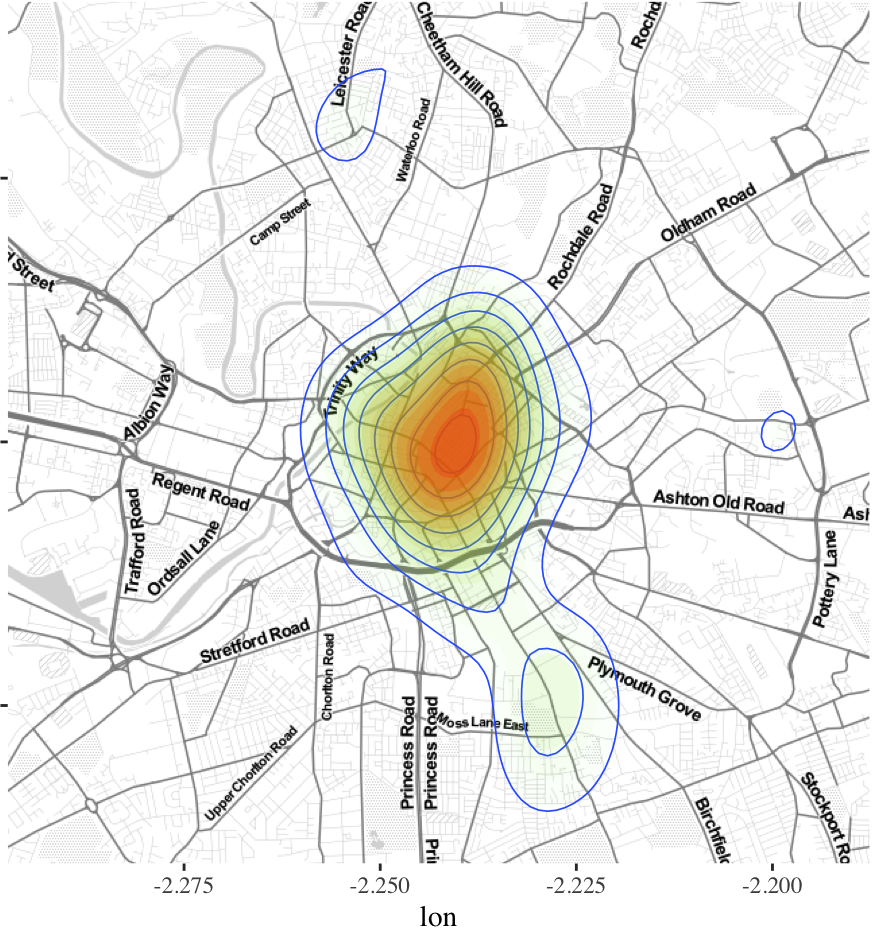 Leicester Road
Cheetham Hill Road
Rochd
Waterloo Road
Camp Street
Rochdale Road
Oldham Road
d Street
Trinity Way
Albion Way
Regent Road
Trafford Road
Ordsall Lane
Ashton Old Road
Ash
Pottery Lane
Stretford Road
Chorlton Road
Plymouth Grove
Princess Road
Princess Road
Moss Lane East
Upper Chorlton Road
Birchfiel
Stockport Ro
Pri
-2.275
-2.250
-2.225
-2.200
lon